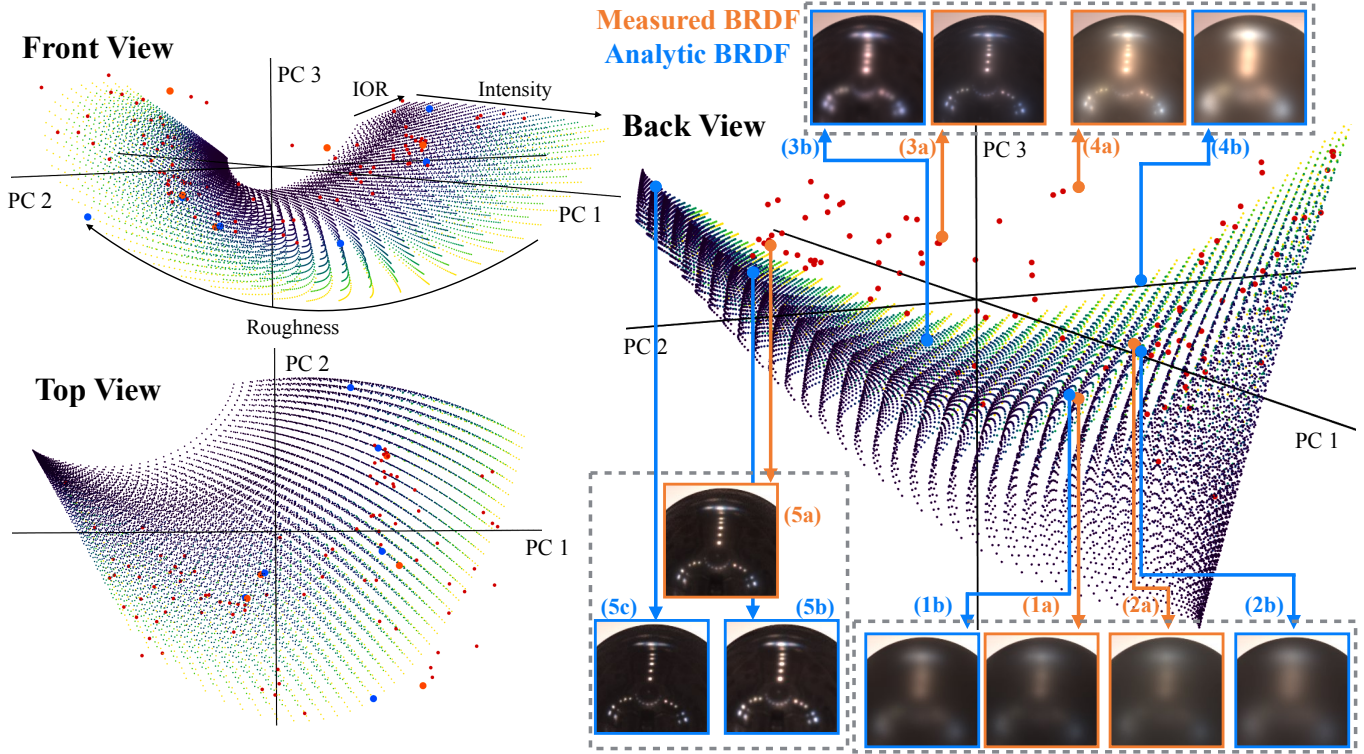 Front View
PC 3
IOR
Intensity
PC 2
PC 1
Roughness
Top View
PC 2
PC 1
Measured BRDF
Analytic BRDF
Back View
(3b)
(3a)
PC 3
(4a)
(4b)
PC 2
PC 1
(5a)
(5c)
(5b)
(1b)
(1a)
(2a)
(2b)